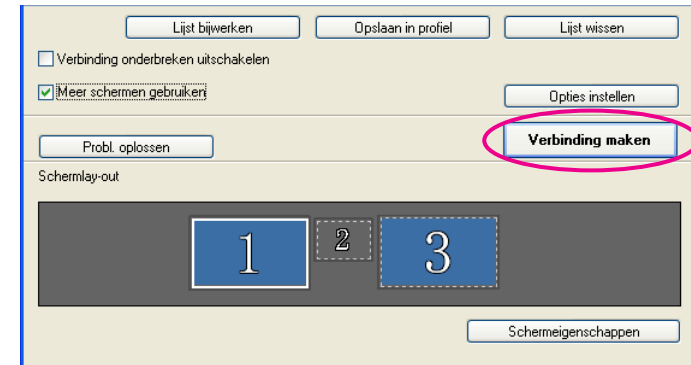 Lijst bijwerken Opslaan in profiel Lijst wissen
Verbinding onderbreken uitschakelen
Meer schermen gebruiken
Opties instellen
Verbinding maken
Probl. oplossen
Schermlay-out
1 2 3
Schermeigenschappen